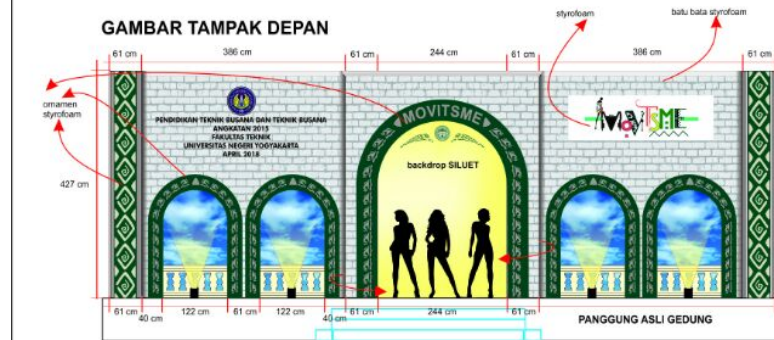 GAMBAR TAMPAK DEPAN
styrofoam
batu bata styrofoam
61 cm
386 cm
61 cm
244 cm
61 cm
386 cm
61 cm
ornamen
styrofoam
PENDIDIKAN TEKNIK BUSANA DAN TEKNIK BUSANA
ANGKATAN 2015
FAKULTAS TEKNIK
UNIVERSITAS NEGERI YOGYAKARTA
APRIL 2018
MOVITSME
MOVITSME
backdrop SILUET
427 cm
61 cm
40 cm
122 cm
61 cm
122 cm
40 cm
61 cm
244 cm
61 cm
PANGGUNG ASLI GEDUNG